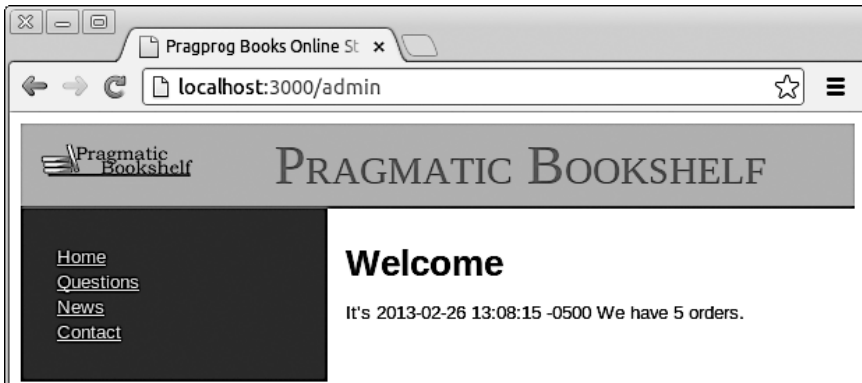 Pragprog Books Online St
localhost:3000/admin
Pragmatic
Bookshelf
PRAGMATIC BOOKSHELF
Home
Questions
News
Contact
Welcome
It's 2013-02-26 13:08:15 -0500 We have 5 orders.